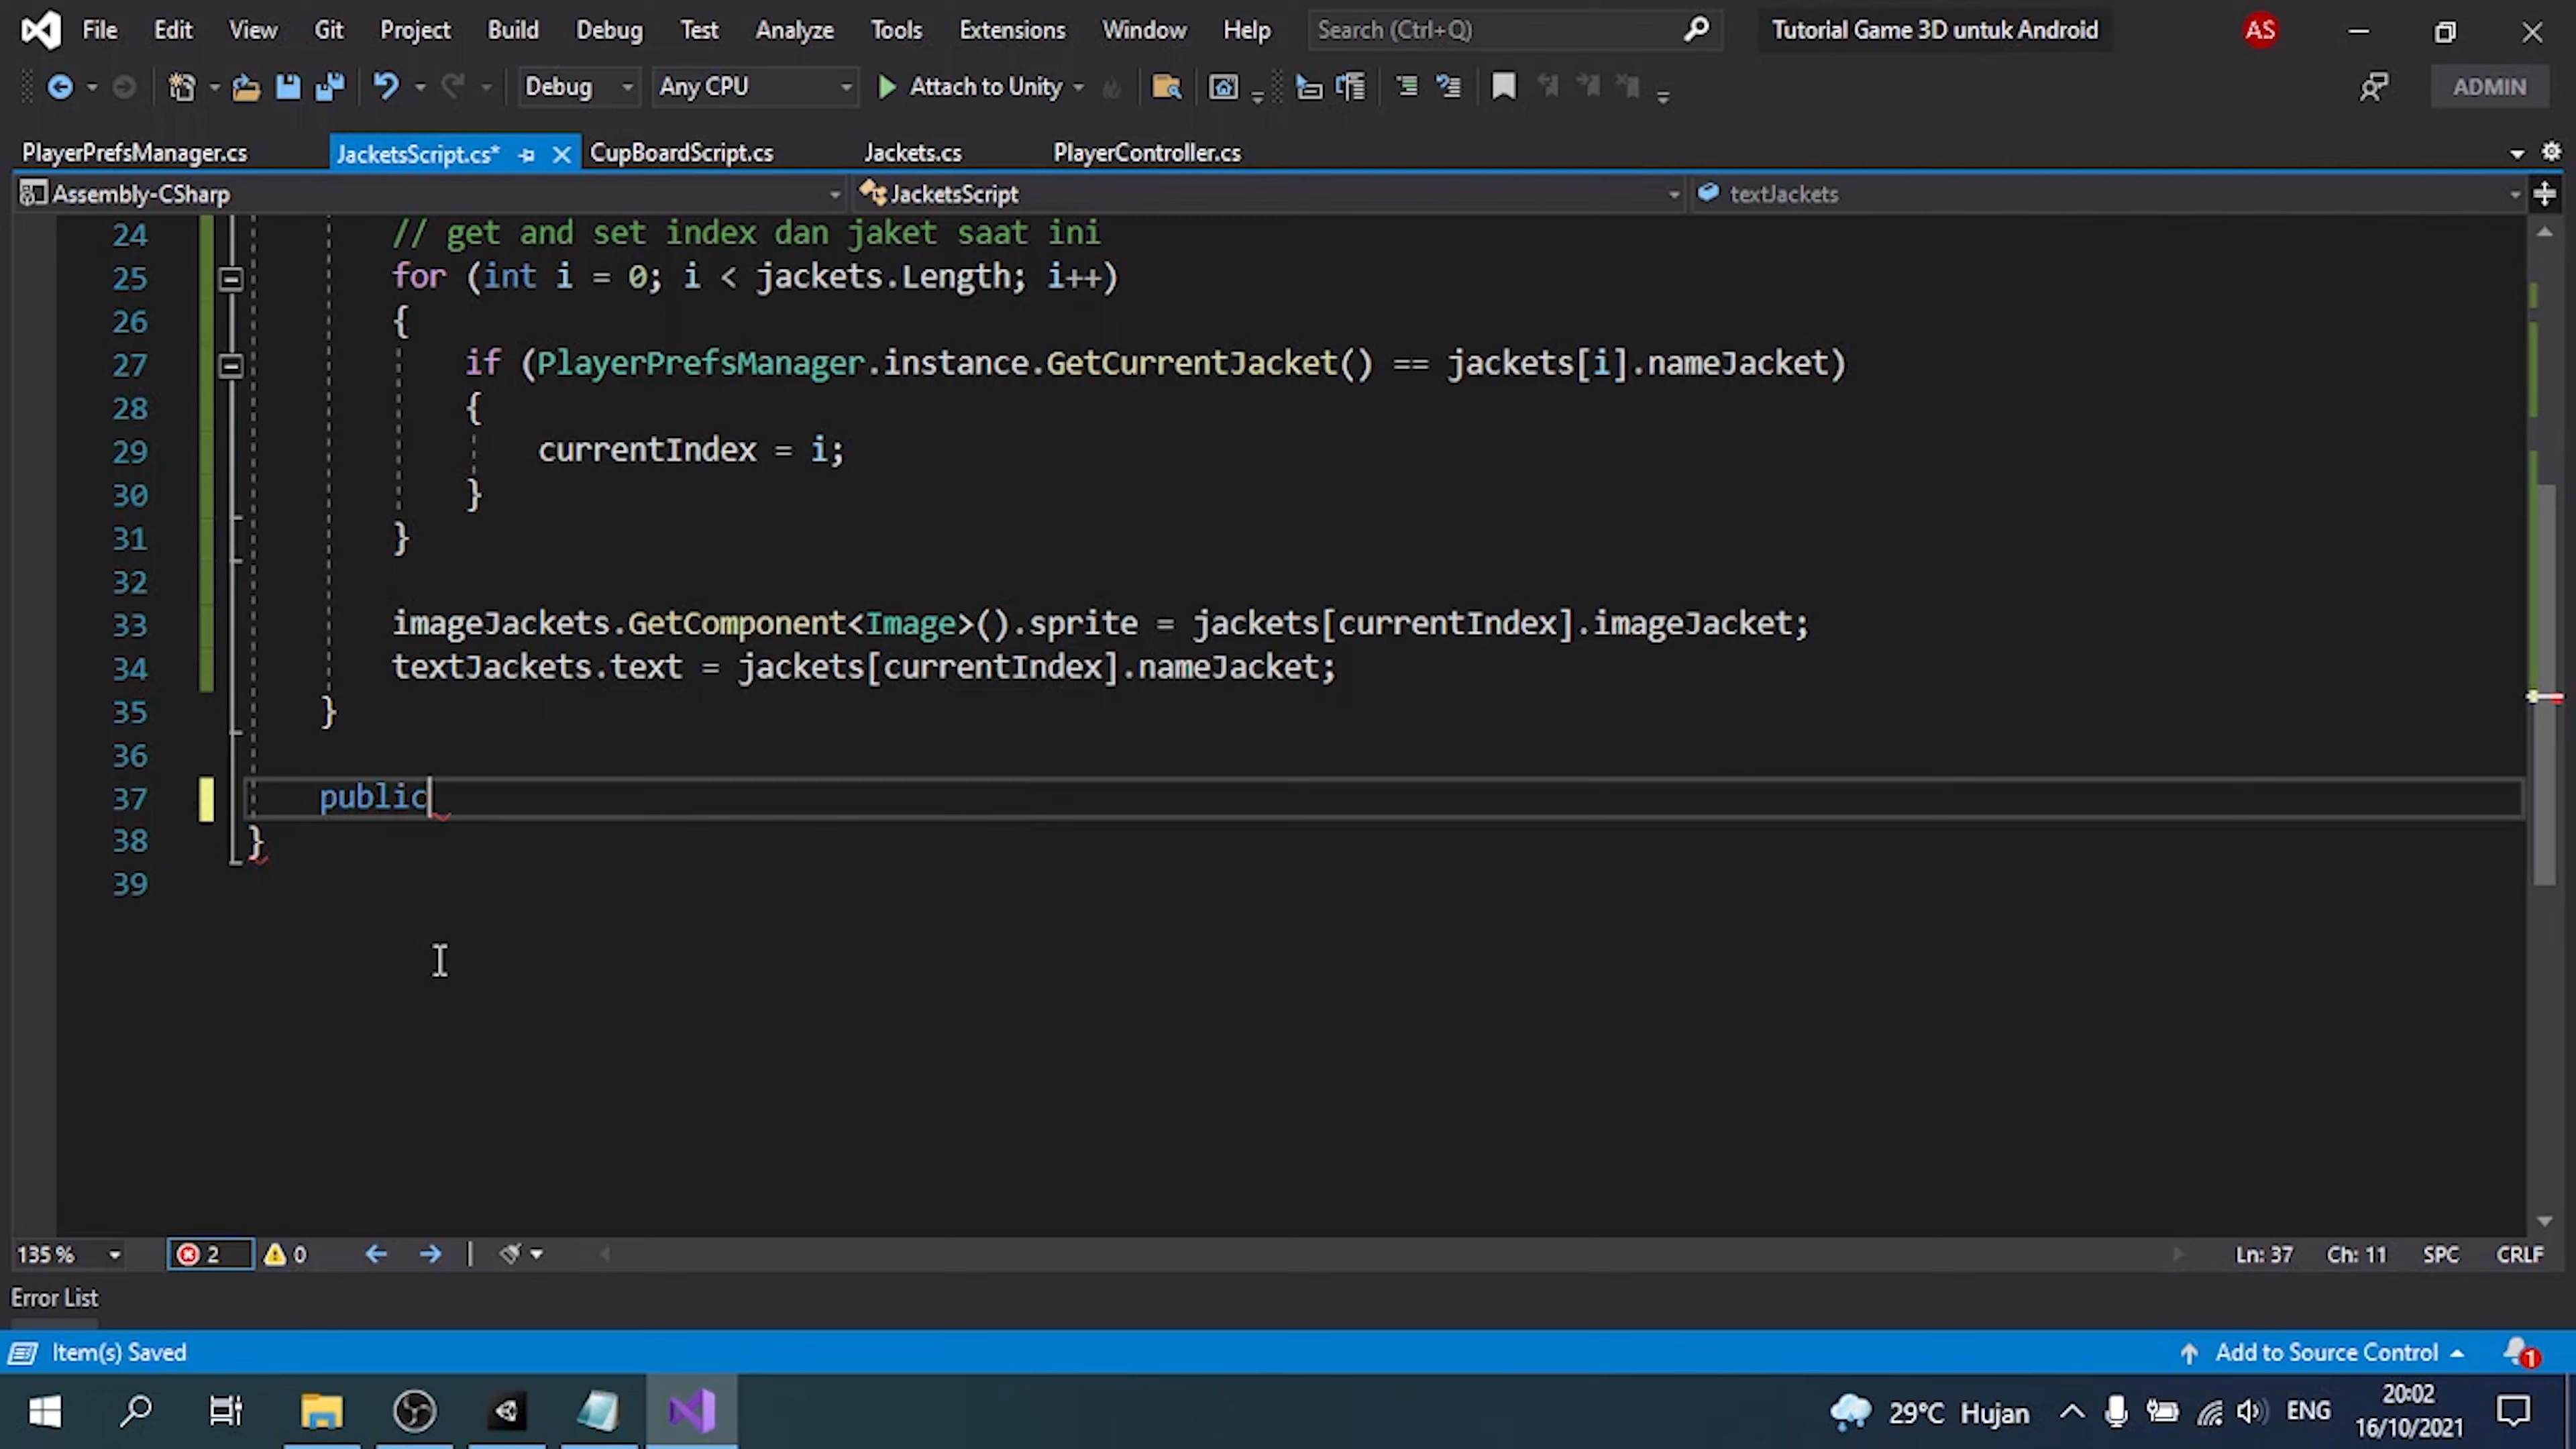 File Edit View Git Project Build Debug Test Analyze Tools Extensions Window Help Search (Ctrl+Q) Tutorial Game 3D untuk Android AS
Debug Any CPU Attach to Unity ADMIN
PlayerPrefsManager.cs JacketsScript.cs* CupBoardScript.cs Jackets.cs PlayerController.cs
Assembly-CSharp JacketsScript textJackets
24 // get and set index dan jaket saat ini
25 for (int i = 0; i < jackets.Length; i++)
26 {
27 if (PlayerPrefsManager.instance.GetCurrentJacket() == jackets[i].nameJacket)
28 {
29 currentIndex = i;
30 }
31 }
32
33 imageJackets.GetComponent<Image>().sprite = jackets[currentIndex].imageJacket;
34 textJackets.text = jackets[currentIndex].nameJacket;
35 }
36
37 public
38 }
39
135 % 2 0 Ln: 37 Ch: 11 SPC CRLF
Error List
Item(s) Saved Add to Source Control 1
29°C Hujan ENG 20:02
16/10/2021